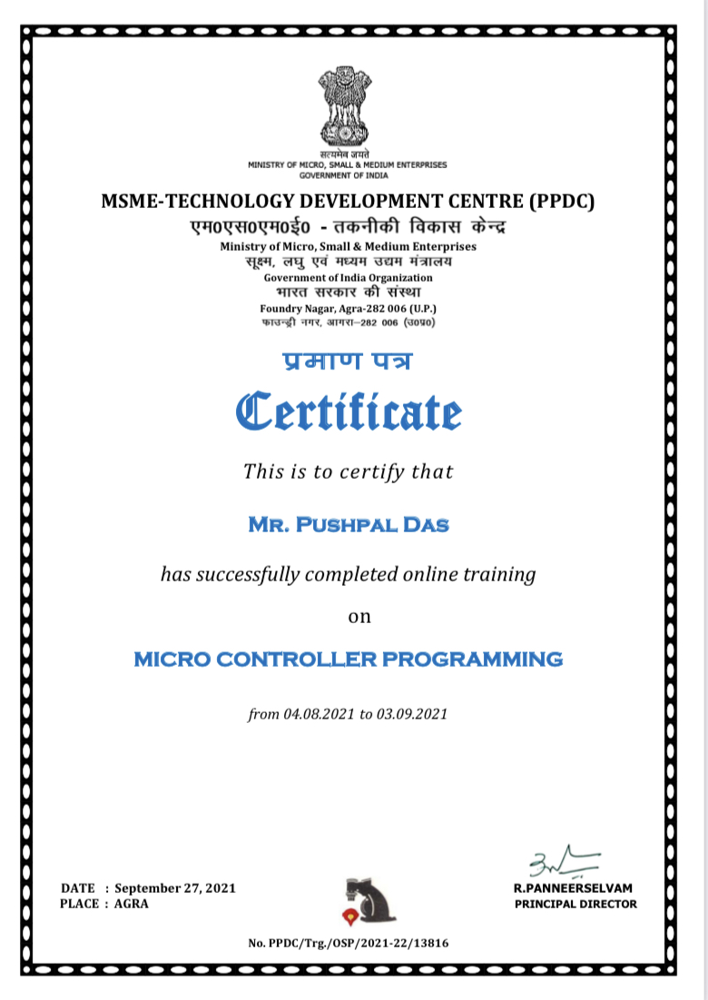 सत्यमेव जयते
MINISTRY OF MICRO, SMALL & MEDIUM ENTERPRISES
GOVERNMENT OF INDIA
MSME-TECHNOLOGY DEVELOPMENT CENTRE (PPDC)
एम0एस0एम0ई0 - तकनीकी विकास केन्द्र
Ministry of Micro, Small & Medium Enterprises
सूक्ष्म, लघु एवं मध्यम उद्यम मंत्रालय
Government of India Organization
भारत सरकार की संस्था
Foundry Nagar, Agra-282 006 (U.P.)
फाउन्ड्री नगर, आगरा–282 006 (उ0प्र0)
प्रमाण पत्र
Certificate
This is to certify that
Mr. Pushpal Das
has successfully completed online training
on
MICRO CONTROLLER PROGRAMMING
from 04.08.2021 to 03.09.2021
DATE : September 27, 2021
PLACE : AGRA
R.PANNEERSELVAM
PRINCIPAL DIRECTOR
No. PPDC/Trg./OSP/2021-22/13816